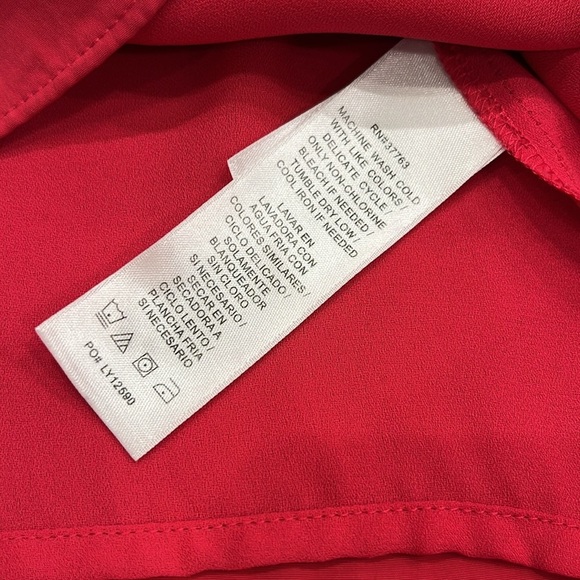 RN#37763
MACHINE WASH COLD
WITH LIKE COLORS/
DELICATE CYCLE/
ONLY NON-CHLORINE
BLEACH IF NEEDED/
TUMBLE DRY LOW/
COOL IRON IF NEEDED
LAVAR EN
LAVADORA CON
AGUA FRIA CON
COLORES SIMILARES/
CICLO DELICADO/
SOLAMENTE
BLANQUEADOR
SIN CLORO
SI NECESARIO/
SECAR EN
SECADORA A
CICLO LENTO/
PLANCHA FRIA
SI NECESARIO
PO# LY12590